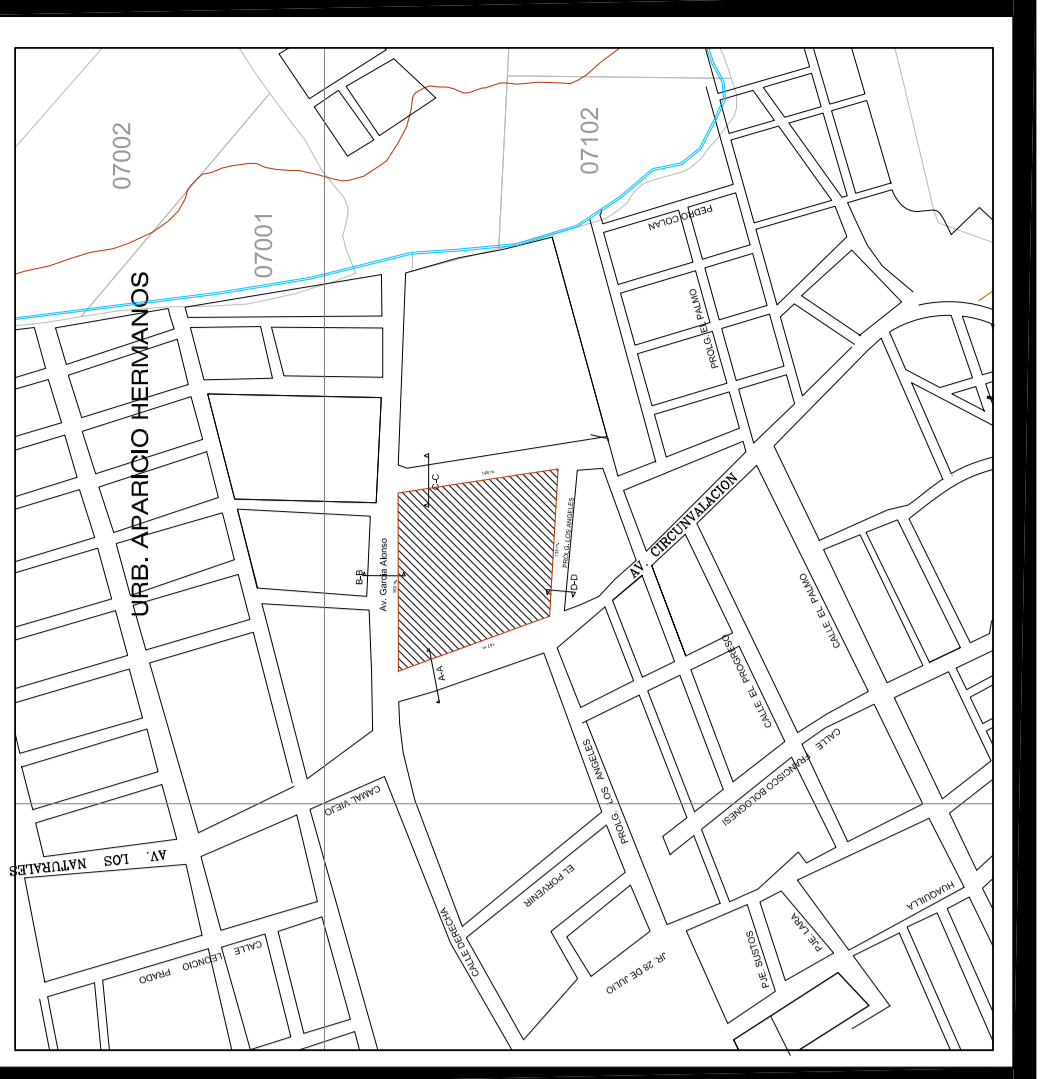 07002
07001
07102
URB. APARICIO HERMANOS
PEDRO COLAN
PROLG. EL PALMO
C-C
148 m.
B-B
Av. Garcia Alonso
PROLG. LOS ANGELES
D-D
A-A
147 m.
AV. CIRCUNVALACION
CALLE EL PALMO
CALLE EL PROGRESO
CALLE
FRANCISCO BOLOGNESI
PROLG. LOS ANGELES
CAMAL VIEJO
AV. LOS NATURALES
EL PORVENIR
CALLE DERECHA
CALLE LEONCIO PRADO
JR. 28 DE JULIO
PJE SUSTOS
PJE LARA
HUAQUILLA